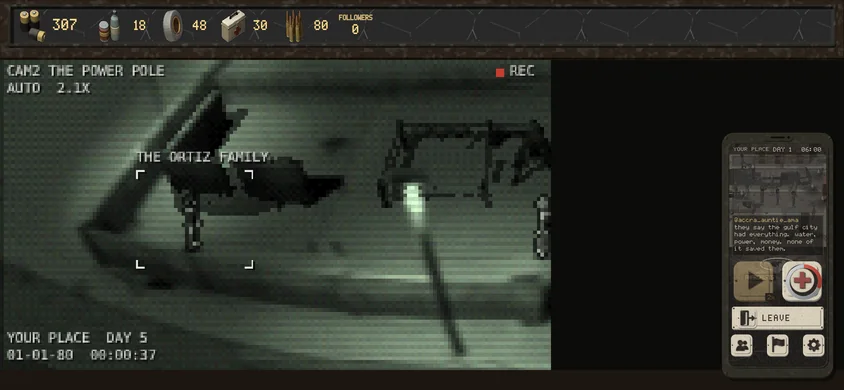 307 18 48 30 80 FOLLOWERS 0
CAM2 THE POWER POLE
REC
AUTO 2.1X
THE ORTIZ FAMILY
YOUR PLACE DAY 5
01-01-80 00:00:37
YOUR PLACE DAY 1 06:00
@accra_auntie_ama
they say the gulf city
had everything. water,
power, money. none of
it saved them.
LEAVE